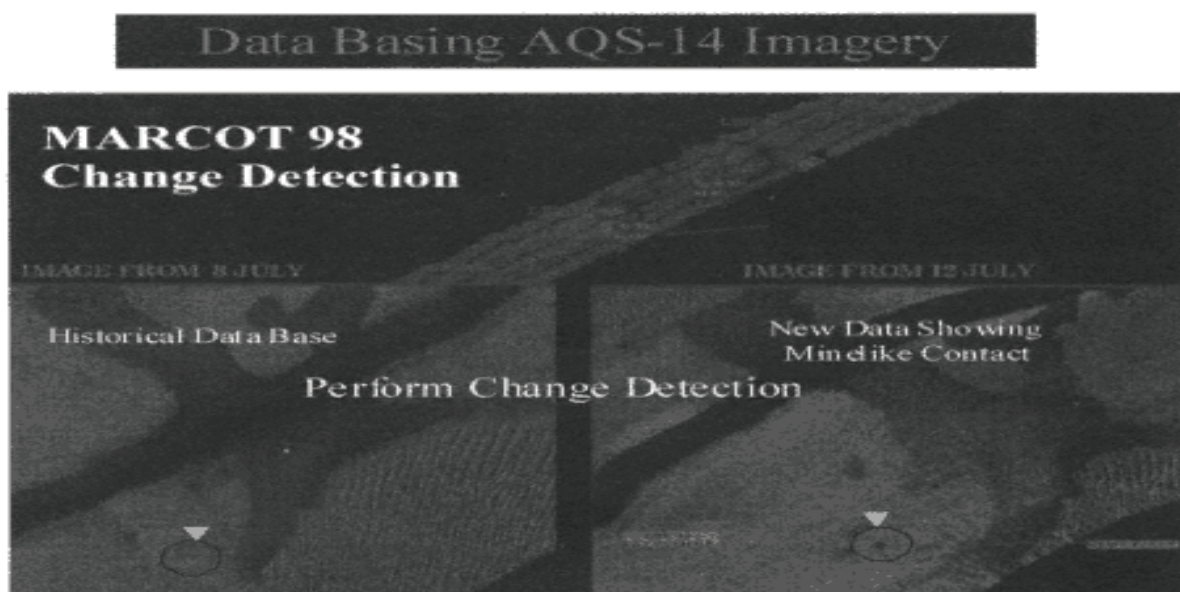 Data Basing AQS-14 Imagery
MARCOT 98
Change Detection
IMAGE FROM 8 JULY
IMAGE FROM 12 JULY
Historical Data Base
New Data Showing
Minelike Contact
Perform Change Detection